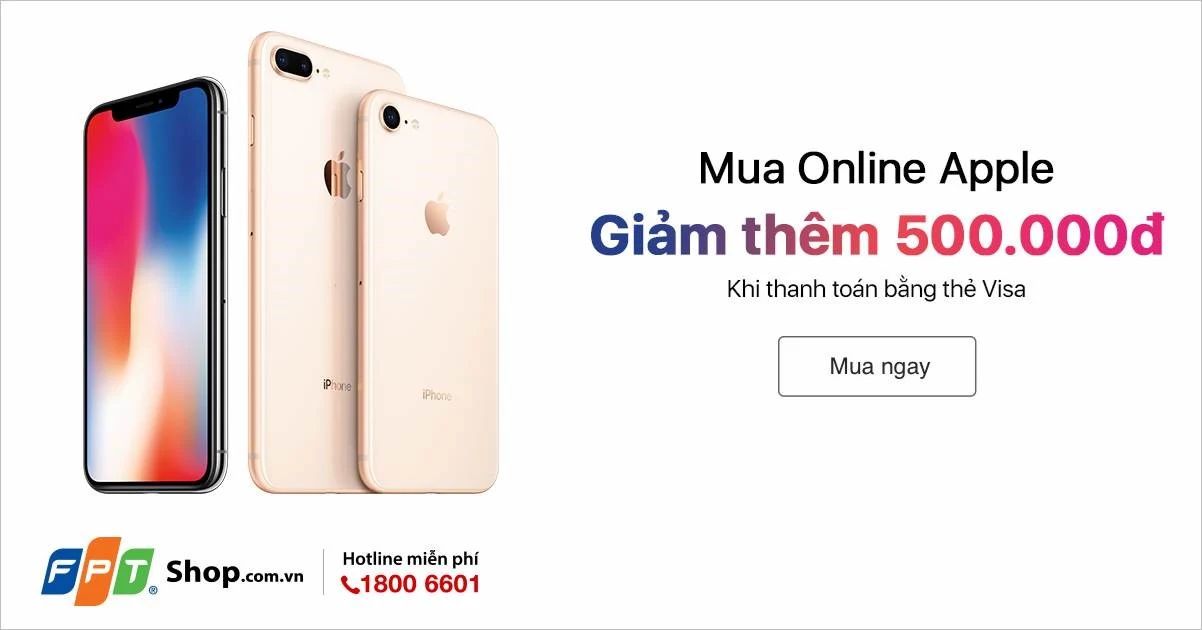 Mua Online Apple
Giảm thêm 500.000đ
Khi thanh toán bằng thẻ Visa
Mua ngay
iPhone
iPhone
FPT® Shop.com.vn
Hotline miễn phí
1800 6601